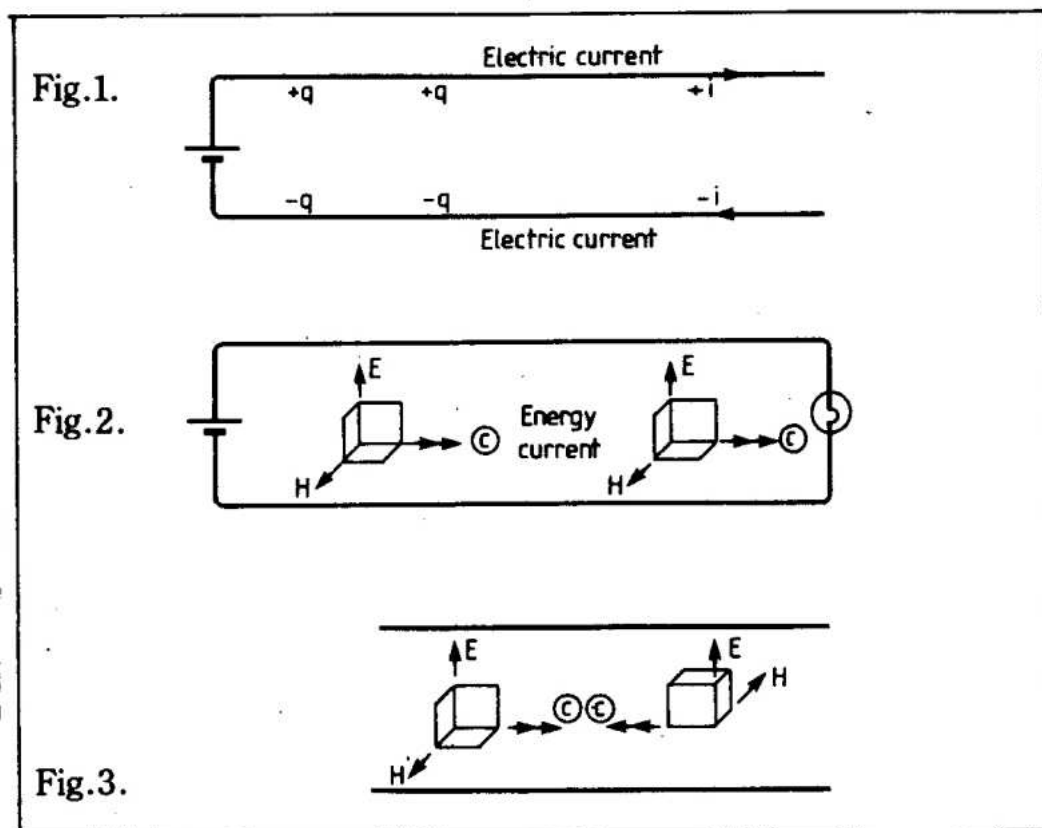 Electric current
Fig.1.
+q +q +i
-q -q -i
Electric current
E E
Fig.2.
Energy
current
C C
H H
E E
H
C C
H
Fig.3.